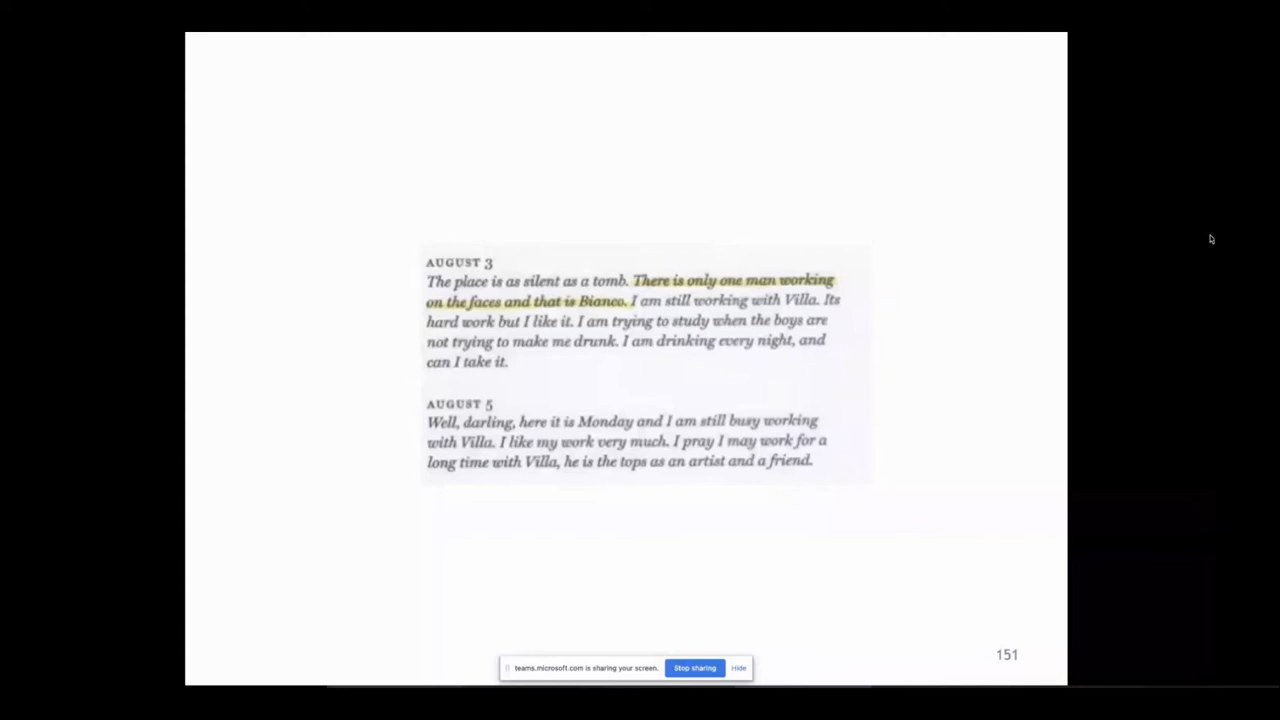 AUGUST 3
The place is as silent as a tomb. There is only one man working
on the faces and that is Bianco. I am still working with Villa. Its
hard work but I like it. I am trying to study when the boys are
not trying to make me drunk. I am drinking every night, and
can I take it.
AUGUST 5
Well, darling, here it is Monday and I am still busy working
with Villa. I like my work very much. I pray I may work for a
long time with Villa, he is the tops as an artist and a friend.
151
teams.microsoft.com is sharing your screen. Stop sharing Hide